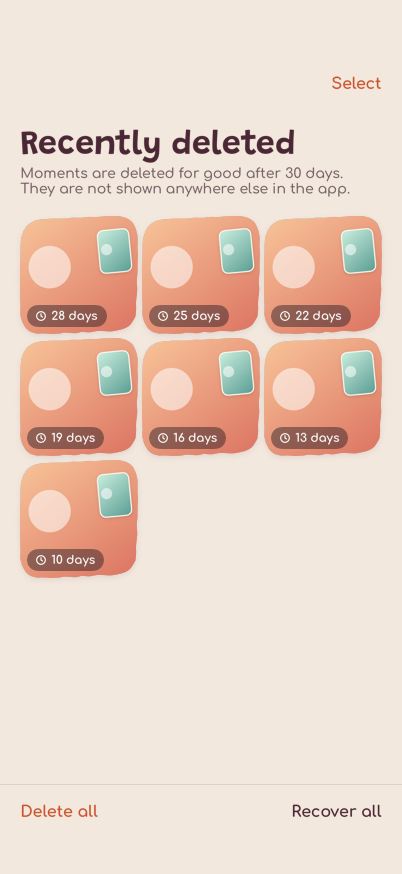 Select
Recently deleted
Moments are deleted for good after 30 days.
They are not shown anywhere else in the app.
28 days
25 days
22 days
19 days
16 days
13 days
10 days
Delete all
Recover all